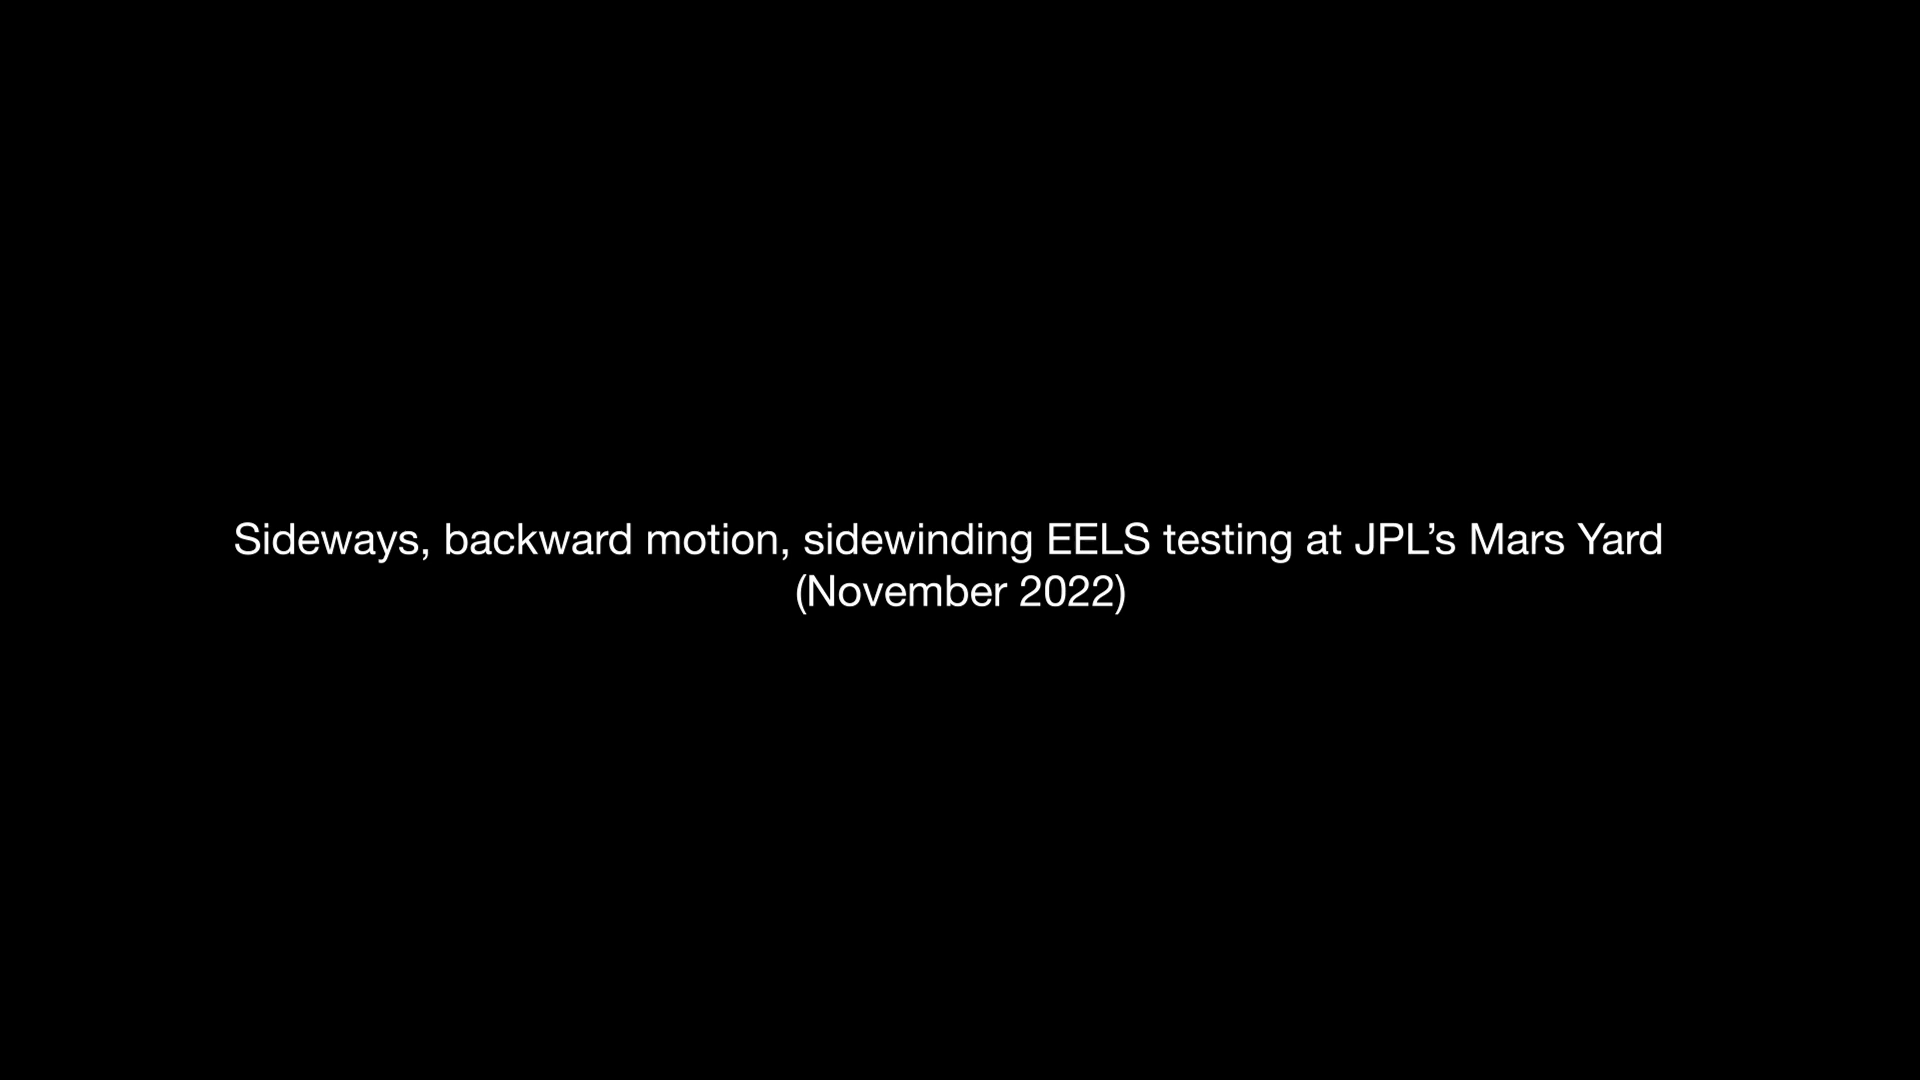 Sideways, backward motion, sidewinding EELS testing at JPL’s Mars Yard
(November 2022)